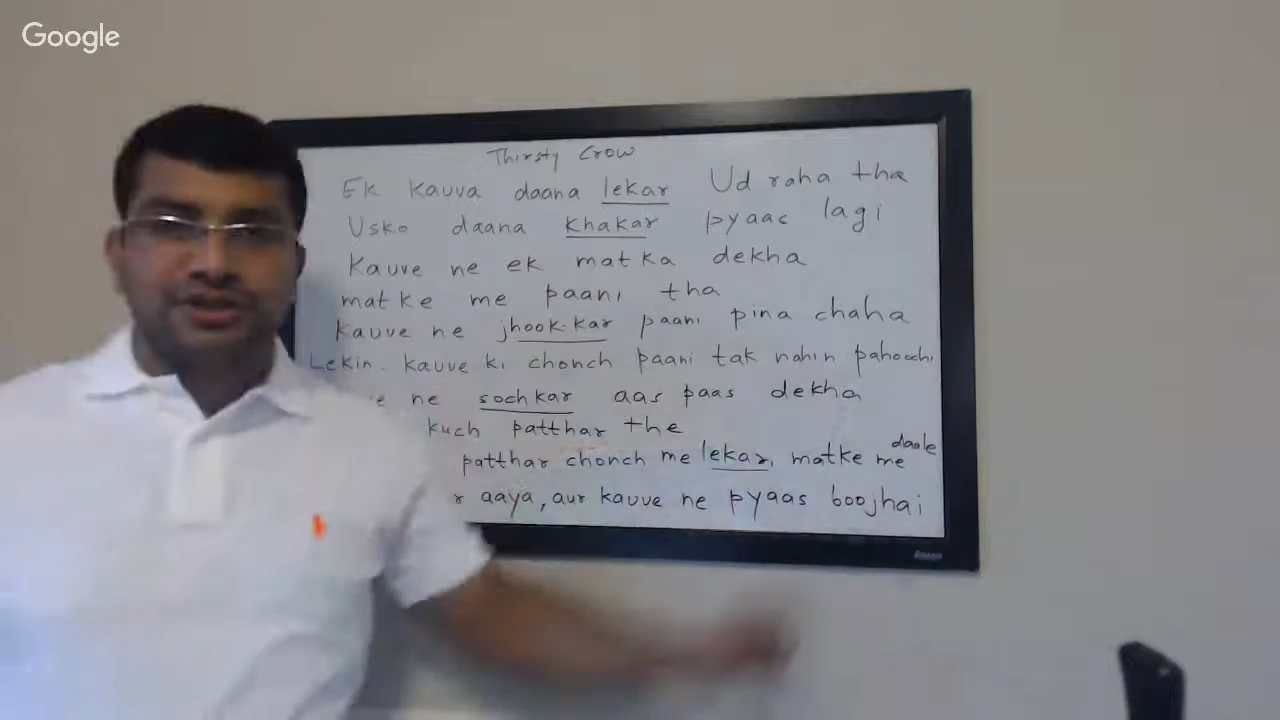 Google
Thirsty Crow
Ek kauva daana lekar Ud raha tha
Usko daana khakar pyaas lagi
Kauve ne ek matka dekha
matke me paani tha
kauve ne jhook-kar paani pina chaha
Lekin kauve ki chonch paani tak nahin pahochi
ne sochkar aas paas dekha
kuch patthar the
patthar chonch me lekar, matke me daale
aaya, aur kauve ne pyaas boojhai